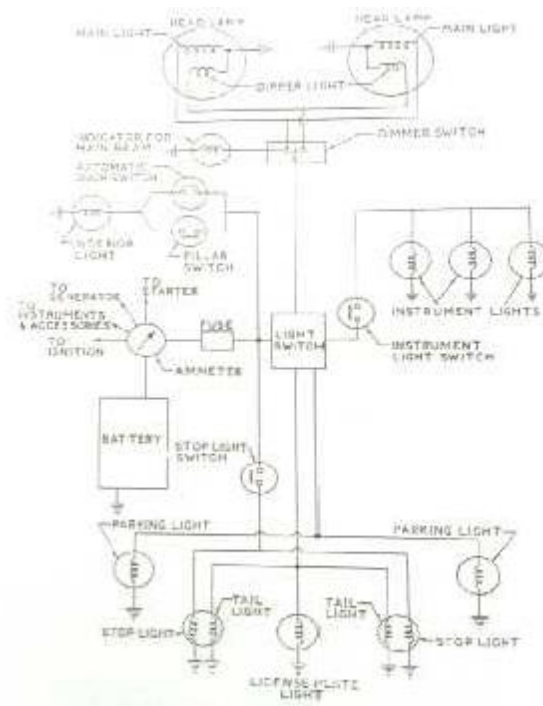 HEAD LAMP
HEAD LAMP
MAIN LIGHT
MAIN LIGHT
DIPPER LIGHT
INDICATOR FOR
MAIN BEAM
DIMMER SWITCH
AUTOMATIC
DOOR SWITCH
LIGHT
PILLAR
SWITCH
TO
STARTER
TO
GENERATOR
TO
INSTRUMENTS
& ACCESSORIES
TO
IGNITION
FUSE
LIGHT
SWITCH
INSTRUMENT LIGHTS
INSTRUMENT
LIGHT SWITCH
AMMETER
BATTERY
STOP LIGHT
SWITCH
PARKING LIGHT
PARKING LIGHT
TAIL
LIGHT
TAIL
LIGHT
STOP LIGHT
STOP LIGHT
LICENSE PLATE
LIGHT